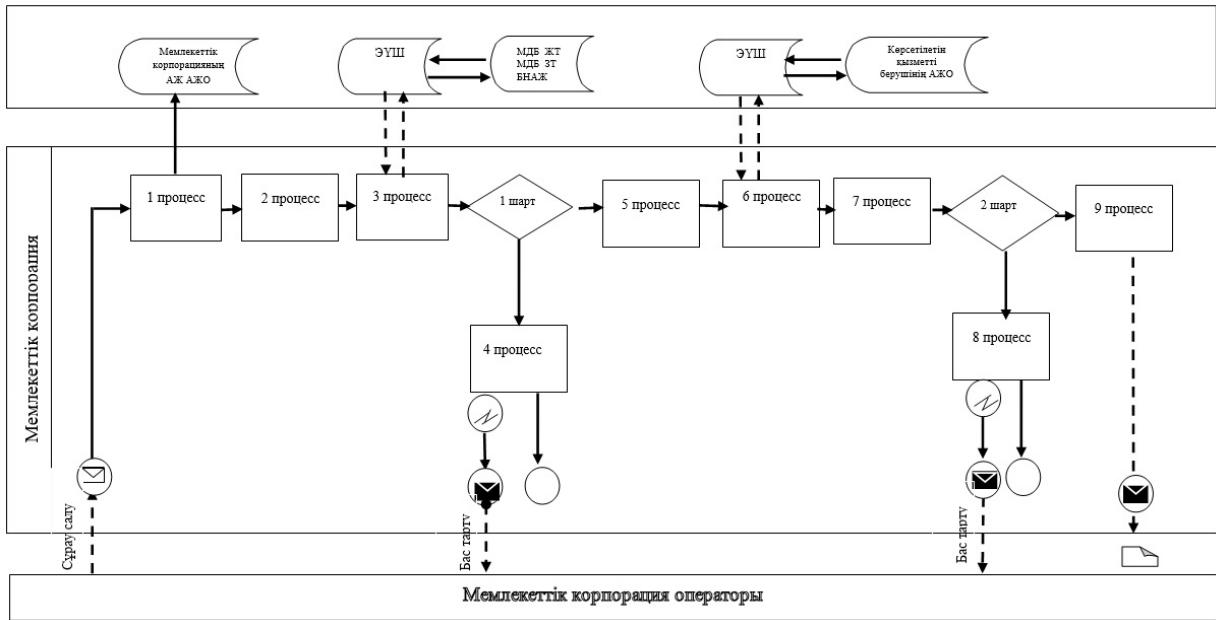 Мемлекеттік
корпорацияның
АЖ АЖО
ЭҮШ
МДБ ЖТ
МДБ ЗТ
БНАЖ
ЭҮШ
Көрсетілетін
қызметті
берушінің АЖО
Мемлекеттік корпорация
1 процесс
2 процесс
3 процесс
1 шарт
5 процесс
6 процесс
7 процесс
2 шарт
9 процесс
4 процесс
8 процесс
Сұрау салу
Бас тарту
Бас тарту
Мемлекеттік корпорация операторы